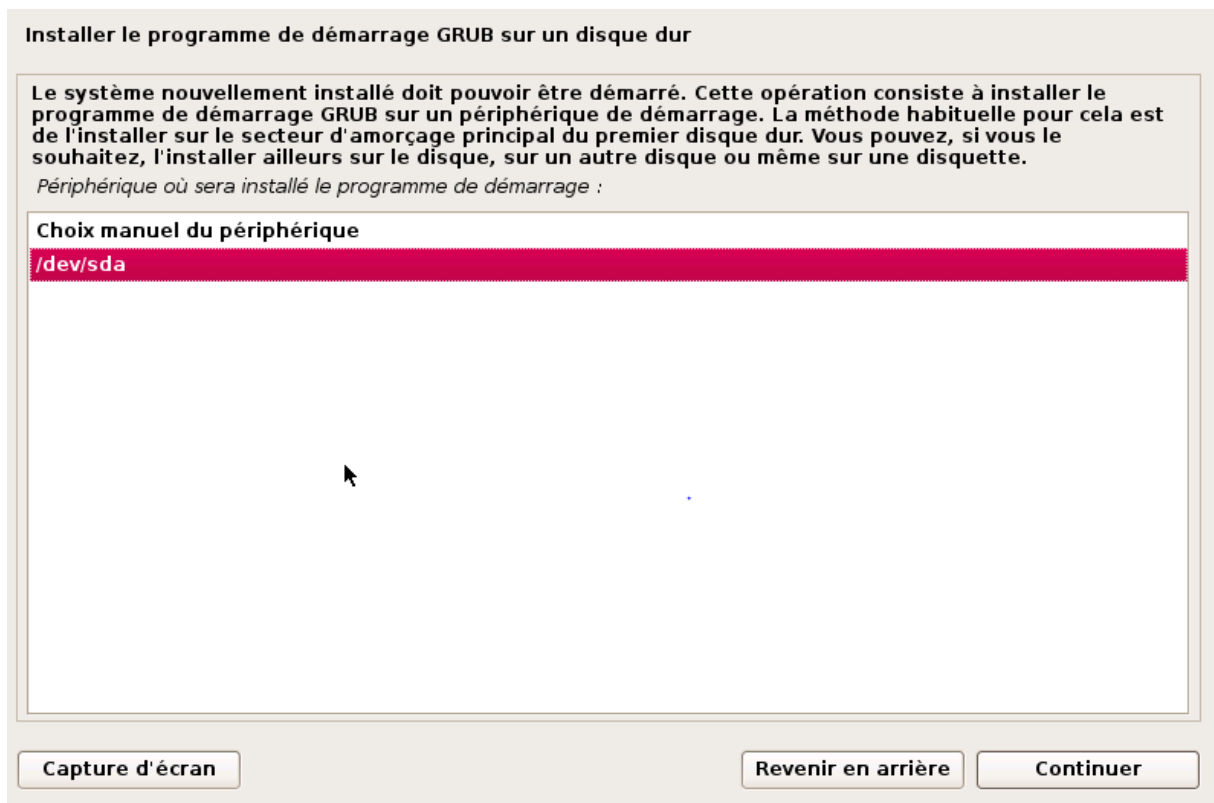 Installer le programme de démarrage GRUB sur un disque dur
Le système nouvellement installé doit pouvoir être démarré. Cette opération consiste à installer le
programme de démarrage GRUB sur un périphérique de démarrage. La méthode habituelle pour cela est
de l'installer sur le secteur d'amorçage principal du premier disque dur. Vous pouvez, si vous le
souhaitez, l'installer ailleurs sur le disque, sur un autre disque ou même sur une disquette.
Périphérique où sera installé le programme de démarrage :
Choix manuel du périphérique
/dev/sda
Capture d'écran
Revenir en arrière
Continuer